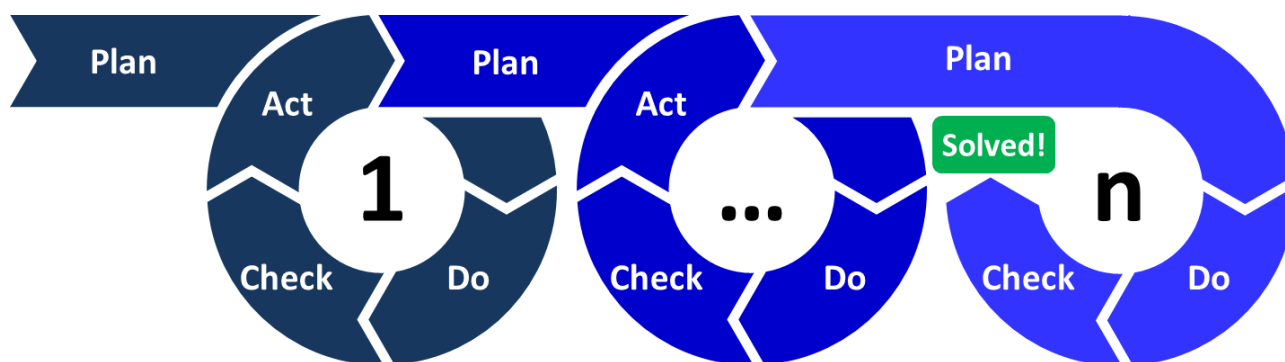 Plan
Act
1
Check
Do
Plan
Act
...
Check
Do
Plan
Solved!
n
Check
Do